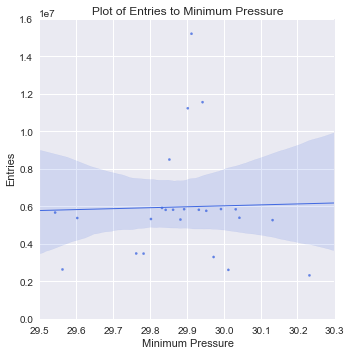 Plot of Entries to Minimum Pressure
1e7
1.6
1.4
1.2
1.0
0.8
0.6
0.4
0.2
0.0
Entries
29.5 29.6 29.7 29.8 29.9 30.0 30.1 30.2 30.3
Minimum Pressure